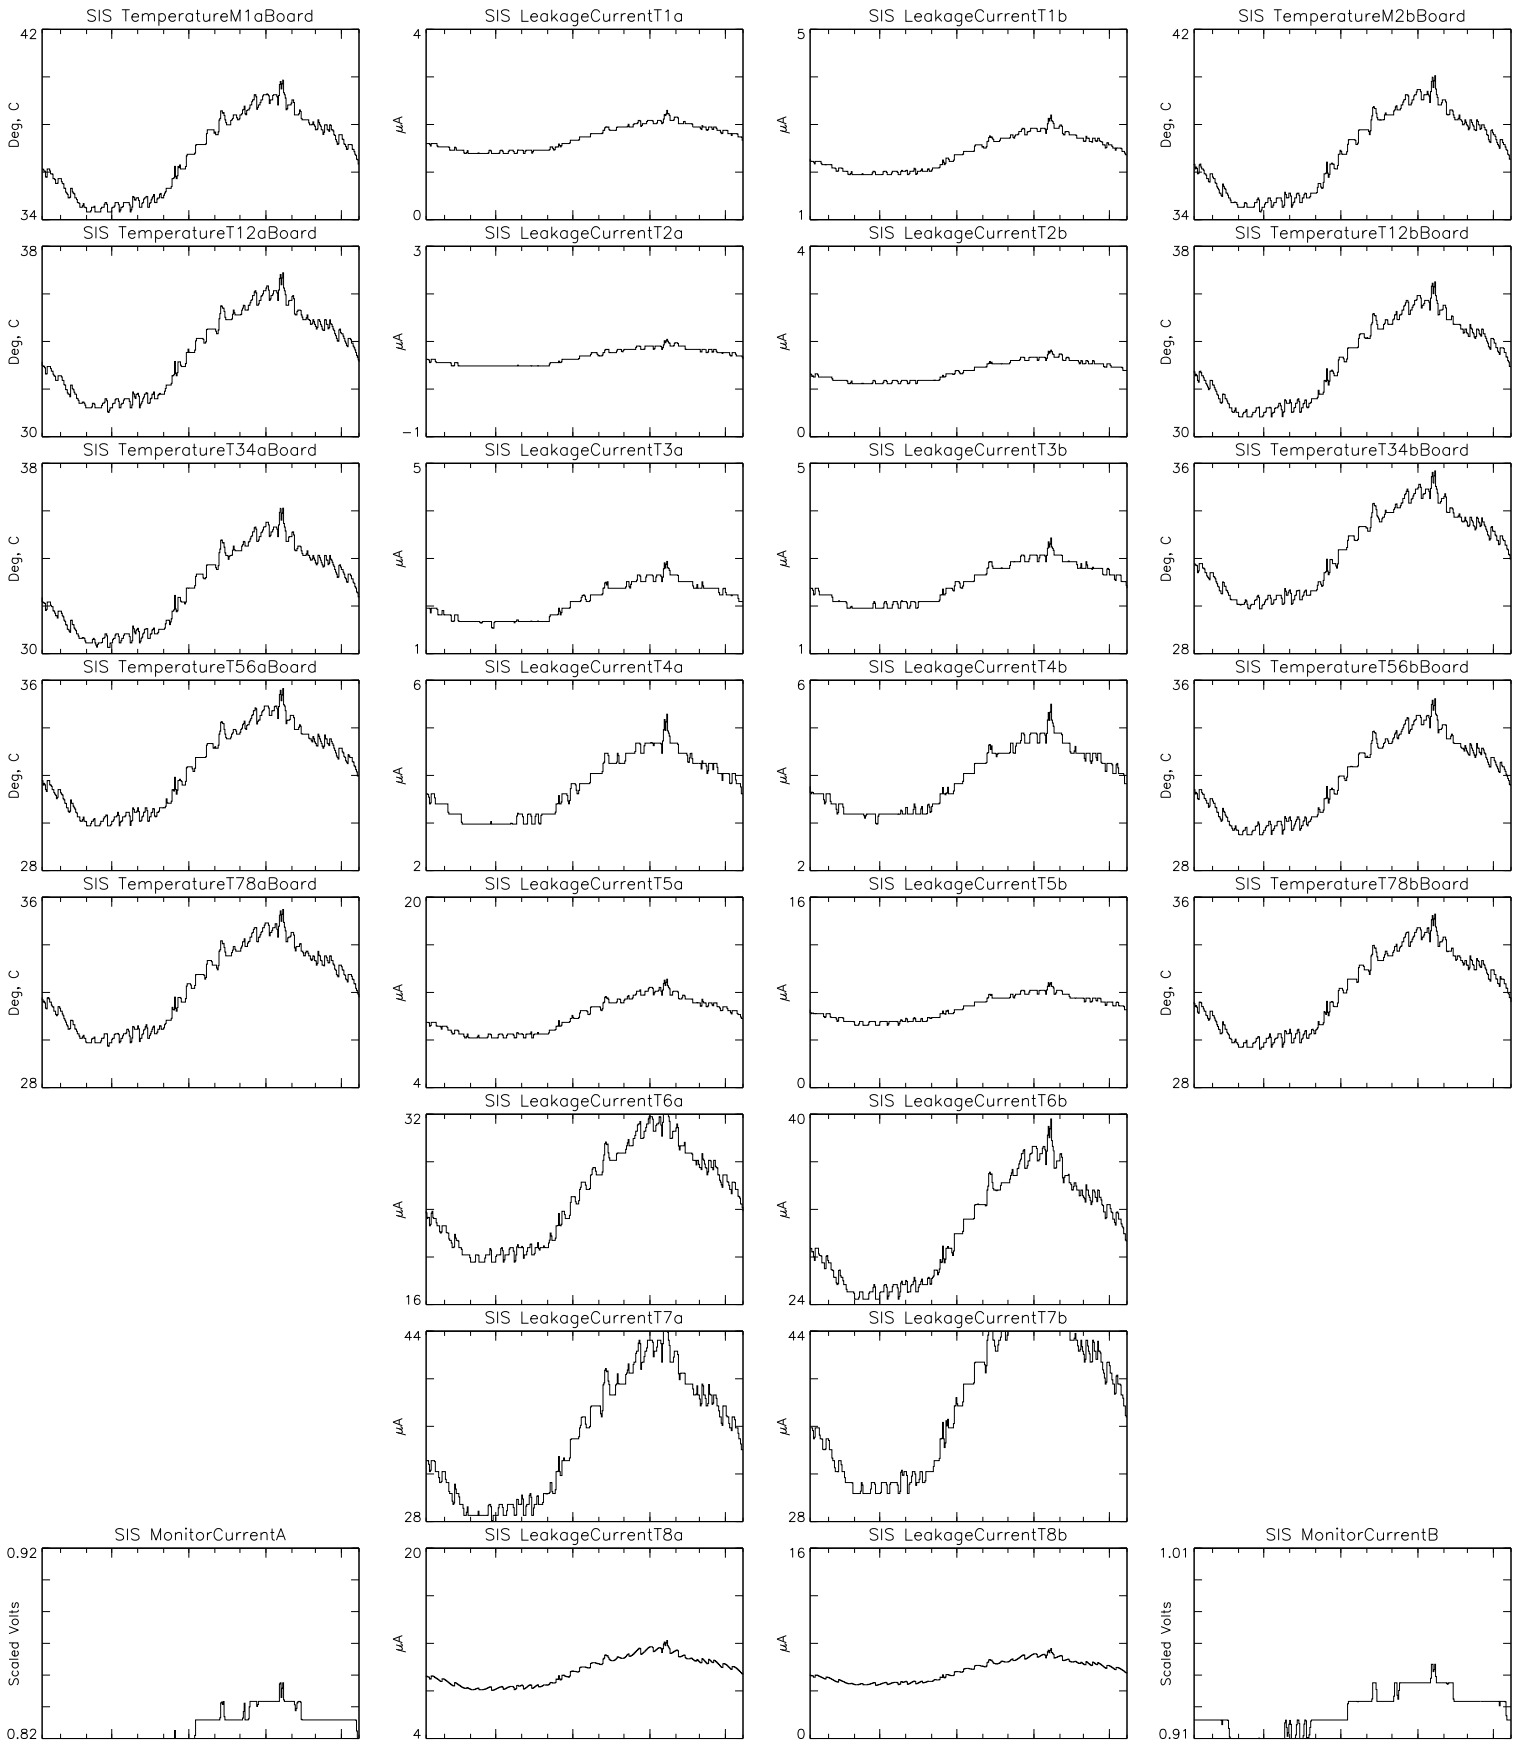 SIS TemperatureM1aBoard
42
Deg, C
34
SIS LeakageCurrentT1a
4
μA
0
SIS LeakageCurrentT1b
5
μA
1
SIS TemperatureM2bBoard
42
Deg, C
34
SIS TemperatureT12aBoard
38
Deg, C
30
SIS LeakageCurrentT2a
3
μA
−1
SIS LeakageCurrentT2b
4
μA
0
SIS TemperatureT12bBoard
38
Deg, C
30
SIS TemperatureT34aBoard
38
Deg, C
30
SIS LeakageCurrentT3a
5
μA
1
SIS LeakageCurrentT3b
5
μA
1
SIS TemperatureT34bBoard
36
Deg, C
28
SIS TemperatureT56aBoard
36
Deg, C
28
SIS LeakageCurrentT4a
6
μA
2
SIS LeakageCurrentT4b
6
μA
2
SIS TemperatureT56bBoard
36
Deg, C
28
SIS TemperatureT78aBoard
36
Deg, C
28
SIS LeakageCurrentT5a
20
μA
4
SIS LeakageCurrentT5b
16
μA
0
SIS TemperatureT78bBoard
36
Deg, C
28
SIS LeakageCurrentT6a
32
μA
16
SIS LeakageCurrentT6b
40
μA
24
SIS LeakageCurrentT7a
44
μA
28
SIS LeakageCurrentT7b
44
μA
28
SIS MonitorCurrentA
0.92
Scaled Volts
0.82
SIS LeakageCurrentT8a
20
μA
4
SIS LeakageCurrentT8b
16
μA
0
SIS MonitorCurrentB
1.01
Scaled Volts
0.91